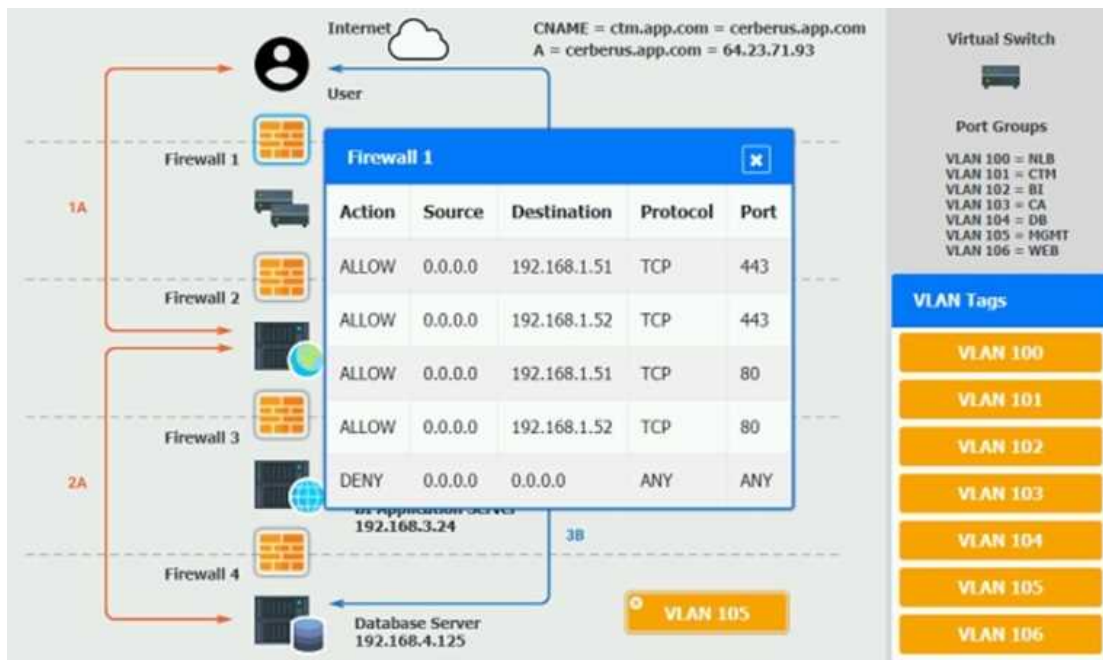 Internet
CNAME = ctm.app.com = cerberus.app.com
A = cerberus.app.com = 64.23.71.93
User
Firewall 1
1A
Firewall 2
Firewall 3
2A
Firewall 4
Firewall 1
Action Source Destination Protocol Port
ALLOW 0.0.0.0 192.168.1.51 TCP 443
ALLOW 0.0.0.0 192.168.1.52 TCP 443
ALLOW 0.0.0.0 192.168.1.51 TCP 80
ALLOW 0.0.0.0 192.168.1.52 TCP 80
DENY 0.0.0.0 0.0.0.0 ANY ANY
BI Application Server
192.168.3.24
3B
Database Server
192.168.4.125
VLAN 105
Virtual Switch
Port Groups
VLAN 100 = NLB
VLAN 101 = CTM
VLAN 102 = BI
VLAN 103 = CA
VLAN 104 = DB
VLAN 105 = MGMT
VLAN 106 = WEB
VLAN Tags
VLAN 100
VLAN 101
VLAN 102
VLAN 103
VLAN 104
VLAN 105
VLAN 106